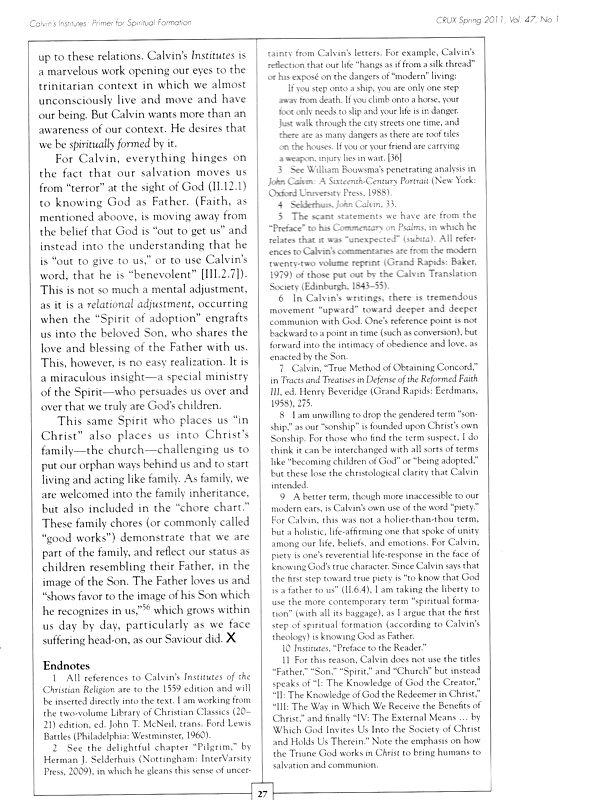 Calvin's Institutes: Primer for Spiritual Formation
CRUX Spring 2011, Vol. 47, No 1
up to these relations. Calvin's Institutes is
a marvelous work opening our eyes to the
trinitarian context in which we almost
unconsciously live and move and have
our being. But Calvin wants more than an
awareness of our context. He desires that
we be spiritually formed by it.
For Calvin, everything hinges on
the fact that our salvation moves us
from "terror" at the sight of God (II.12.1)
to knowing God as Father. (Faith, as
mentioned aboove, is moving away from
the belief that God is "out to get us" and
instead into the understanding that he
is "out to give to us," or to use Calvin's
word, that he is "benevolent" [III.2.7]).
This is not so much a mental adjustment,
as it is a relational adjustment, occurring
when the "Spirit of adoption" engrafts
us into the beloved Son, who shares the
love and blessing of the Father with us.
This, however, is no easy realization. It is
a miraculous insight—a special ministry
of the Spirit—who persuades us over and
over that we truly are God's children.
This same Spirit who places us "in
Christ" also places us into Christ's
family—the church—challenging us to
put our orphan ways behind us and to start
living and acting like family. As family, we
are welcomed into the family inheritance,
but also included in the "chore chart."
These family chores (or commonly called
"good works") demonstrate that we are
part of the family, and reflect our status as
children resembling their Father, in the
image of the Son. The Father loves us and
"shows favor to the image of his Son which
he recognizes in us,"56 which grows within
us day by day, particularly as we face
suffering head-on, as our Saviour did. X
Endnotes
1 All references to Calvin's Institutes of the
Christian Religion are to the 1559 edition and will
be inserted directly into the text. I am working from
the two-volume Library of Christian Classics (20–
21) edition, ed. John T. McNeil, trans. Ford Lewis
Battles (Philadelphia: Westminster, 1960).
2 See the delightful chapter "Pilgrim," by
Herman J. Selderhuis (Nottingham: InterVarsity
Press, 2009), in which he gleans this sense of uncer-
tainty from Calvin's letters. For example, Calvin's
reflection that our life "hangs as if from a silk thread"
or his exposé on the dangers of "modern" living:
If you step onto a ship, you are only one step
away from death. If you climb onto a horse, your
foot only needs to slip and your life is in danger.
Just walk through the city streets one time, and
there are as many dangers as there are roof tiles
on the houses. If you or your friend are carrying
a weapon, injury lies in wait. [36]
3 See William Bouwsma's penetrating analysis in
John Calvin: A Sixteenth-Century Portrait (New York:
Oxford University Press, 1988).
4 Selderhuis, John Calvin, 33.
5 The scant statements we have are from the
"Preface" to his Commentary on Psalms, in which he
relates that it was "unexpected" (subita). All refer-
ences to Calvin's commentaries are from the modern
twenty-two volume reprint (Grand Rapids: Baker,
1979) of those put out by the Calvin Translation
Society (Edinburgh, 1843–55).
6 In Calvin's writings, there is tremendous
movement "upward" toward deeper and deeper
communion with God. One's reference point is not
backward to a point in time (such as conversion), but
forward into the intimacy of obedience and love, as
enacted by the Son.
7 Calvin, "True Method of Obtaining Concord,"
in Tracts and Treatises in Defense of the Reformed Faith
III, ed. Henry Beveridge (Grand Rapids: Eerdmans,
1958), 275.
8 I am unwilling to drop the gendered term "son-
ship," as our "sonship" is founded upon Christ's own
Sonship. For those who find the term suspect, I do
think it can be interchanged with all sorts of terms
like "becoming children of God" or "being adopted,"
but these lose the christological clarity that Calvin
intended.
9 A better term, though more inaccessible to our
modern ears, is Calvin's own use of the word "piety."
For Calvin, this was not a holier-than-thou term,
but a holistic, life-affirming one that spoke of unity
among our life, beliefs, and emotions. For Calvin,
piety is one's reverential life-response in the face of
knowing God's true character. Since Calvin says that
the first step toward true piety is "to know that God
is a father to us" (II.6.4), I am taking the liberty to
use the more contemporary term "spiritual forma-
tion" (with all its baggage), as I argue that the first
step of spiritual formation (according to Calvin's
theology) is knowing God as Father.
10 Institutes, "Preface to the Reader."
11 For this reason, Calvin does not use the titles
"Father," "Son," "Spirit," and "Church" but instead
speaks of "I: The Knowledge of God the Creator,"
"II: The Knowledge of God the Redeemer in Christ,"
"III: The Way in Which We Receive the Benefits of
Christ," and finally "IV: The External Means ... by
Which God Invites Us Into the Society of Christ
and Holds Us Therein." Note the emphasis on how
the Triune God works in Christ to bring humans to
salvation and communion.
27